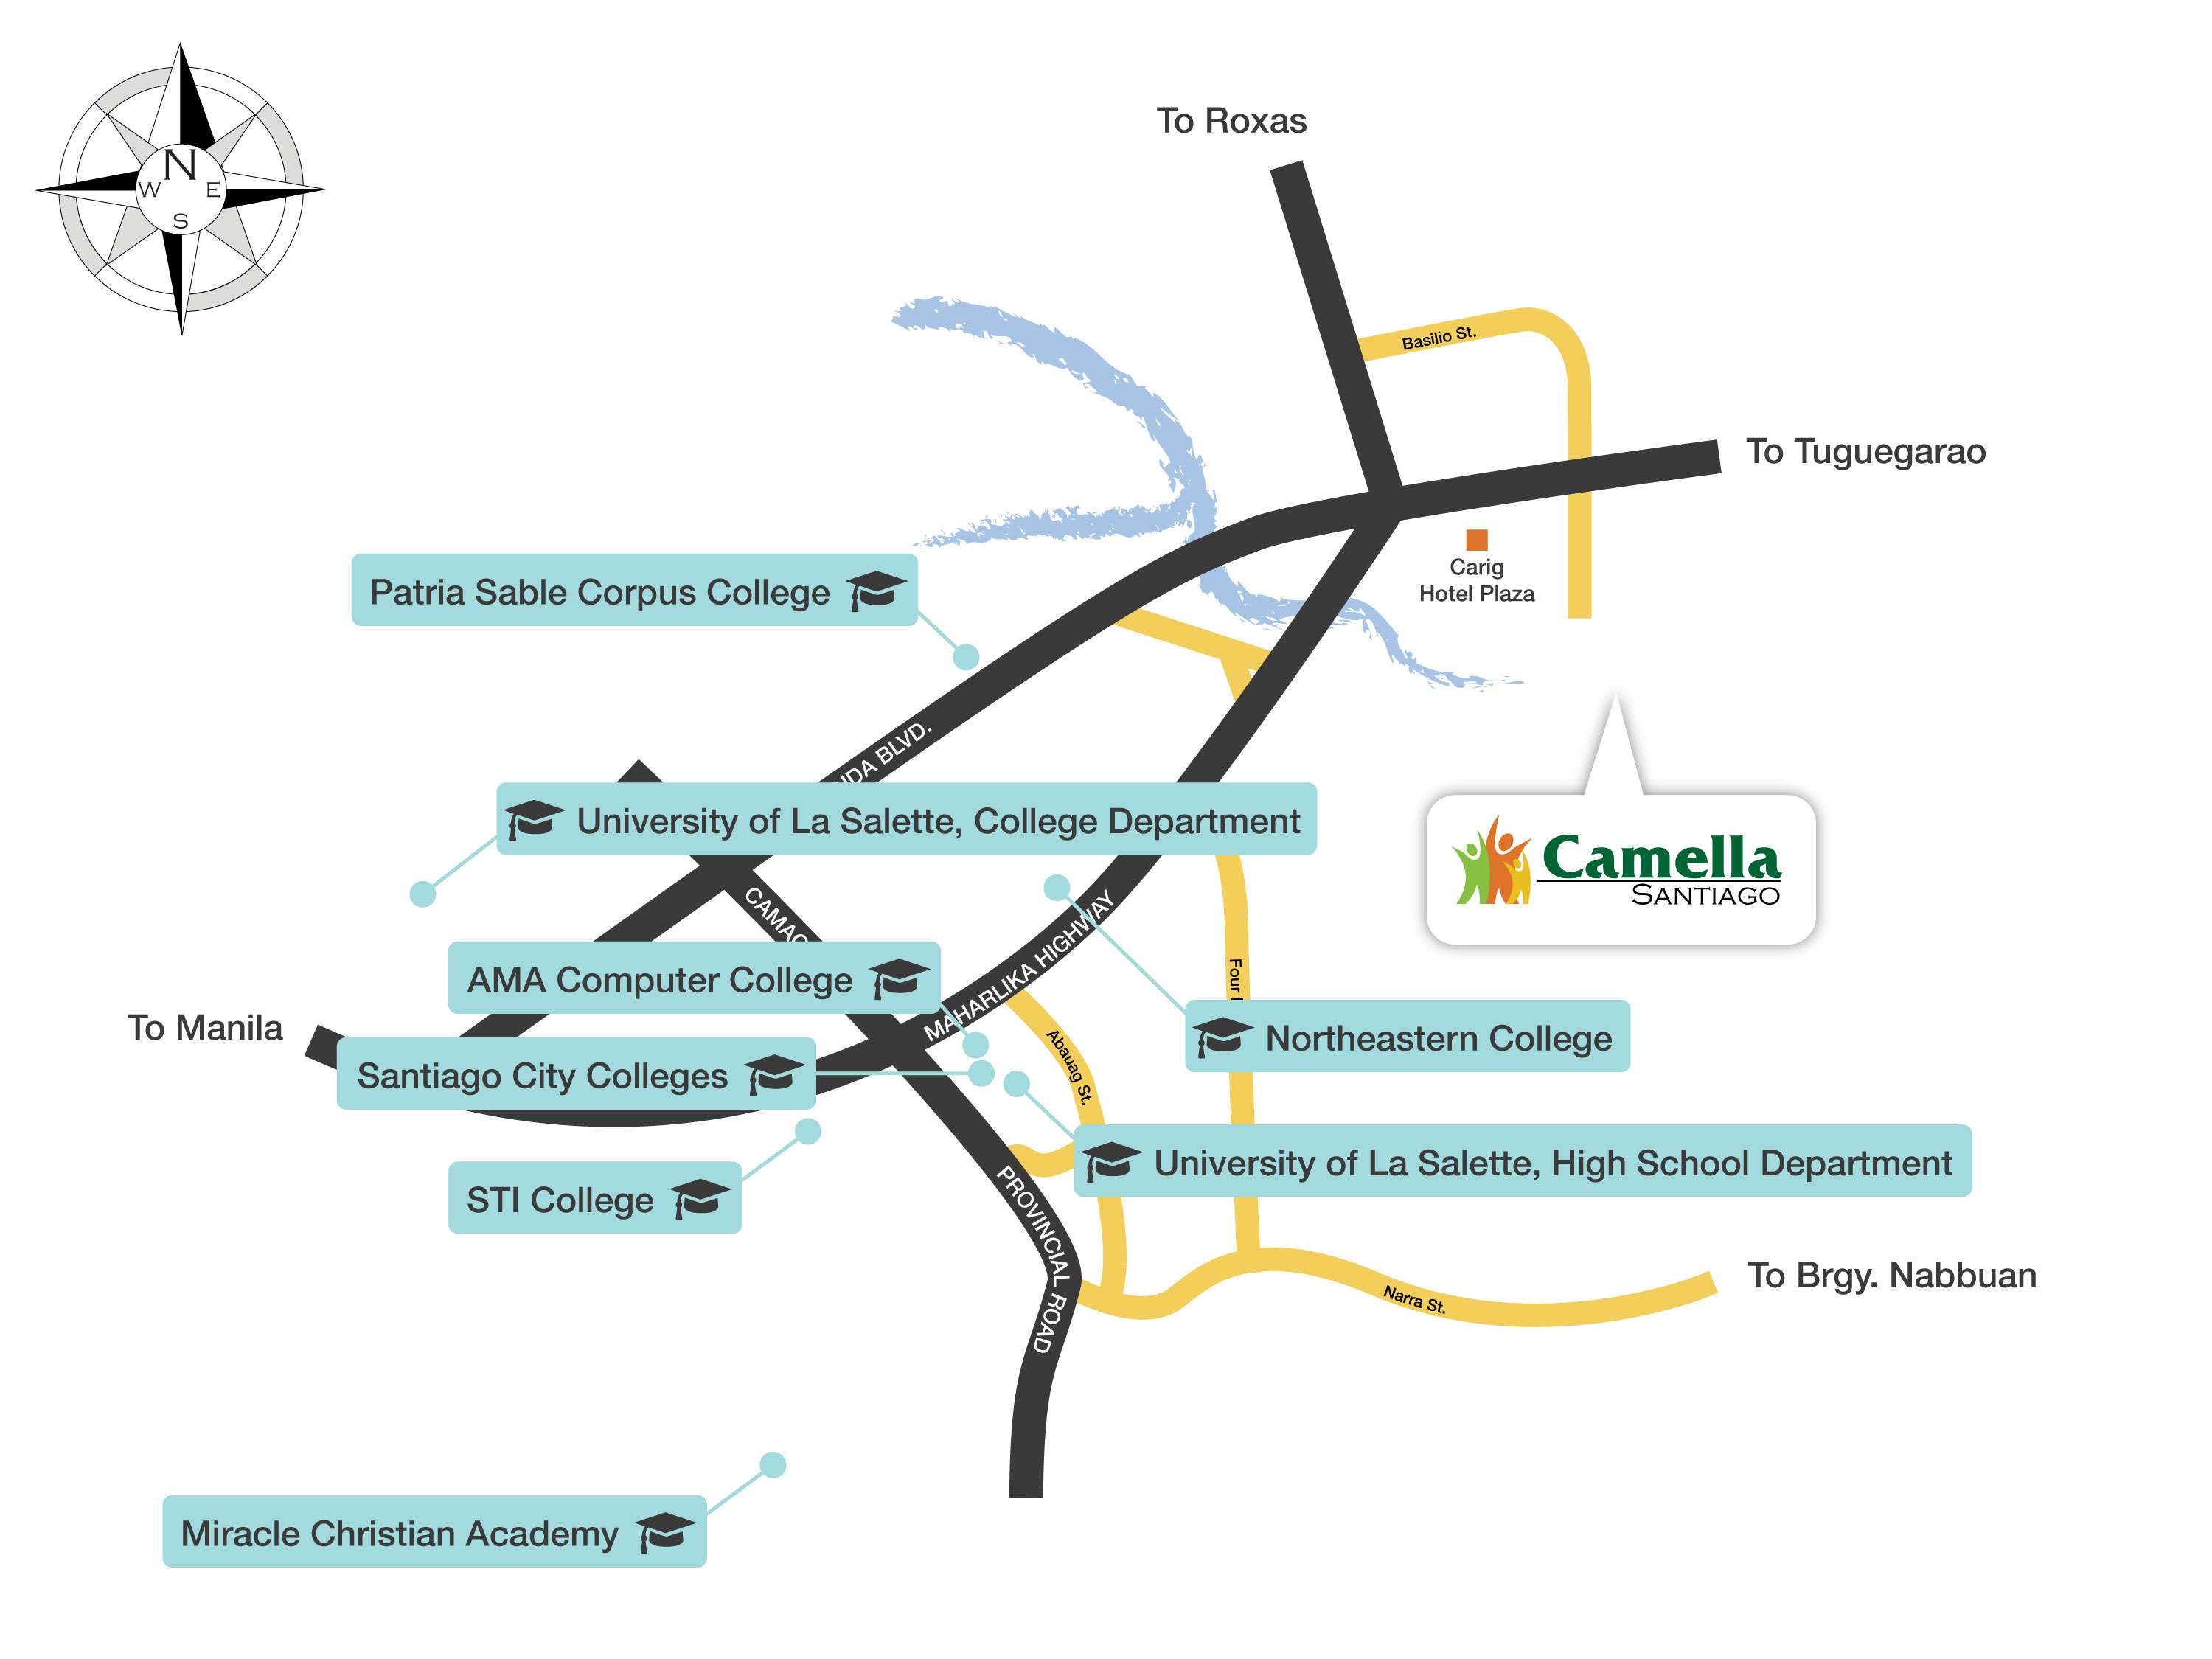 N
W E
S
To Roxas
Basilio St.
To Tuguegarao
Carig
Hotel Plaza
Patria Sable Corpus College
BLVD.
University of La Salette, College Department
Camella
SANTIAGO
MAHARLIKA HIGHWAY
Four
AMA Computer College
To Manila
Northeastern College
Abauag St.
Santiago City Colleges
University of La Salette, High School Department
STI College
PROVINCIAL ROAD
To Brgy. Nabbuan
Narra St.
Miracle Christian Academy